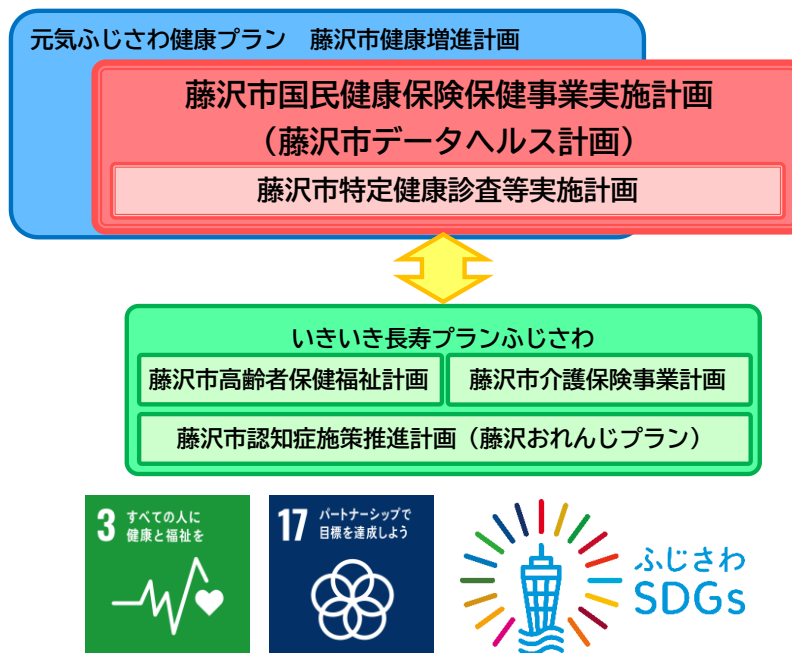 元気ふじさわ健康プラン　藤沢市健康増進計画
藤沢市国民健康保険保健事業実施計画
（藤沢市データヘルス計画）
藤沢市特定健康診査等実施計画
いきいき長寿プランふじさわ
藤沢市高齢者保健福祉計画
藤沢市介護保険事業計画
藤沢市認知症施策推進計画（藤沢おれんじプラン）
3 すべての人に
健康と福祉を
17 パートナーシップで
目標を達成しよう
ふじさわ
SDGs